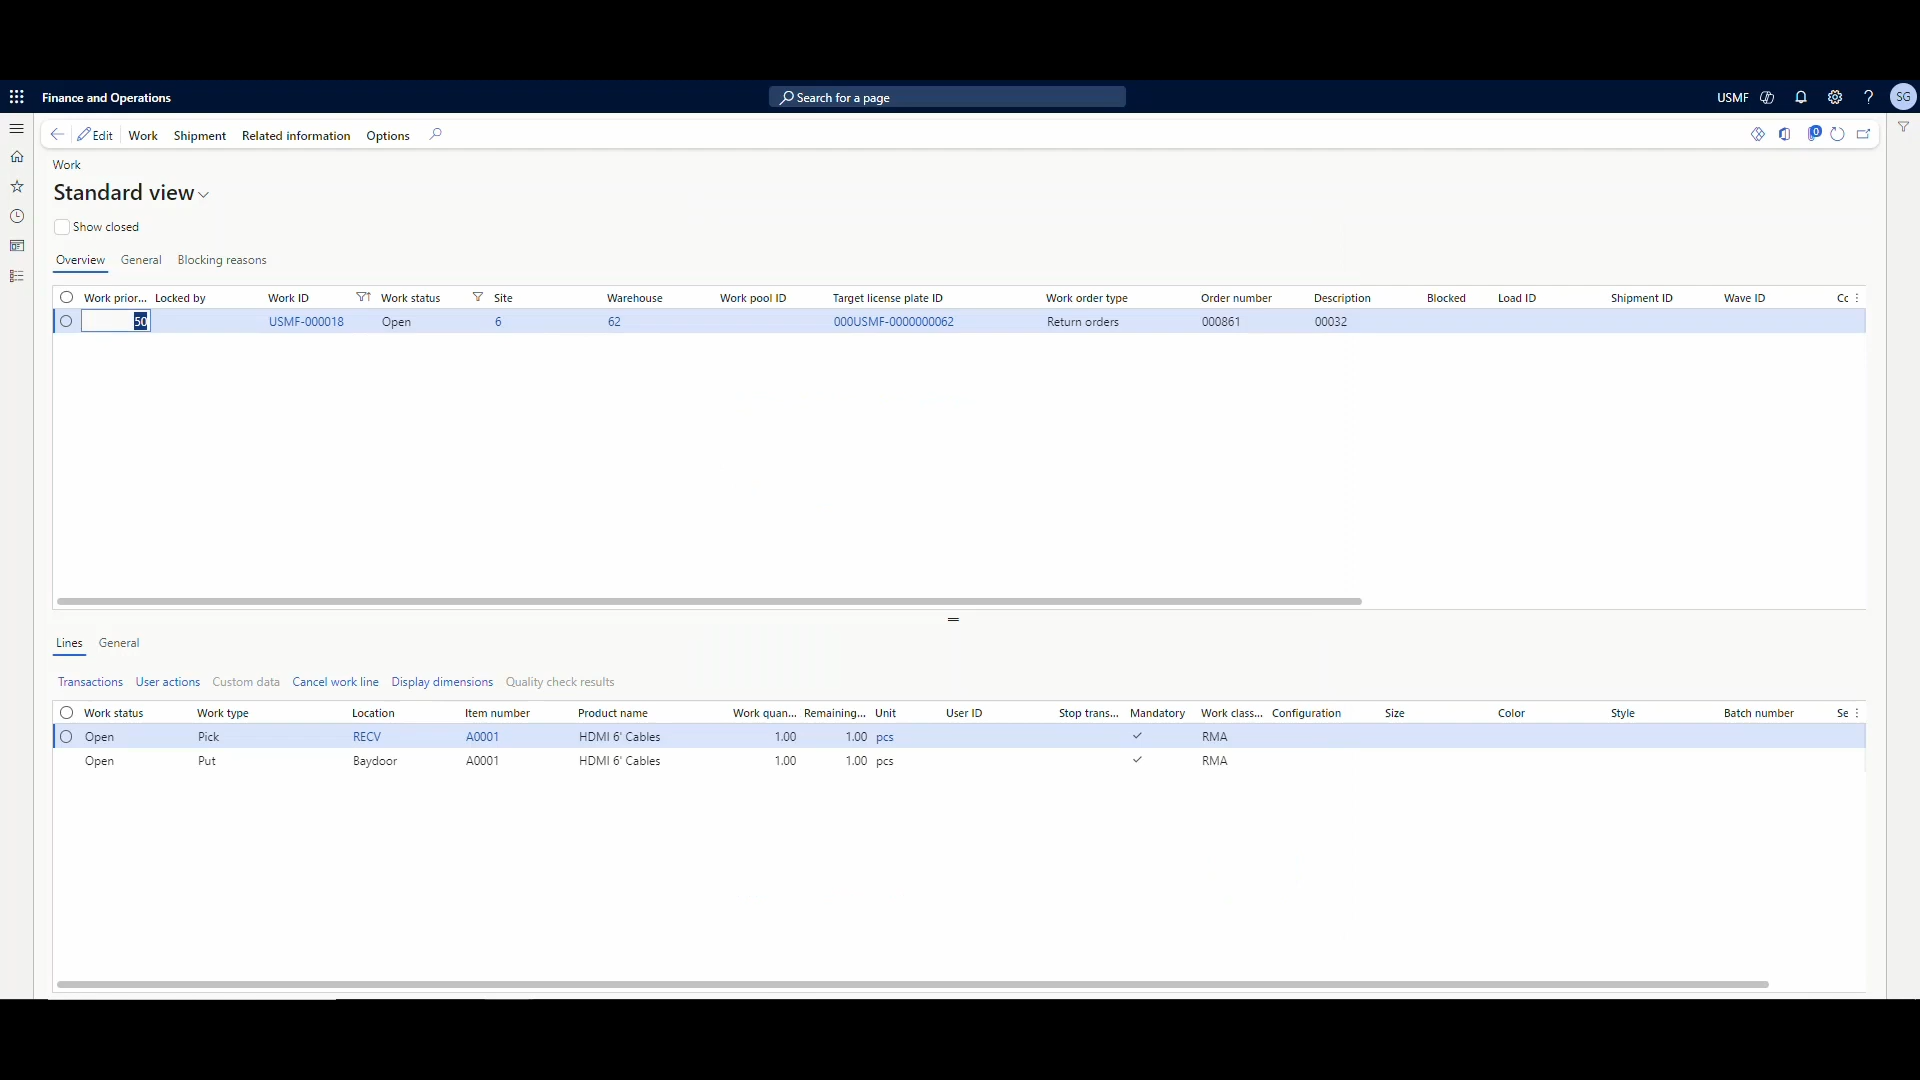 Finance and Operations
Search for a page
USMF
SG
Edit Work Shipment Related information Options
0
Work
Standard view
Show closed
Overview General Blocking reasons
Work prior... Locked by Work ID Work status Site Warehouse Work pool ID Target license plate ID Work order type Order number Description Blocked Load ID Shipment ID Wave ID Cc
50 USMF-000018 Open 6 62 000USMF-0000000062 Return orders 000861 00032
Lines General
Transactions User actions Custom data Cancel work line Display dimensions Quality check results
Work status Work type Location Item number Product name Work quan... Remaining... Unit User ID Stop trans... Mandatory Work class... Configuration Size Color Style Batch number Se
Open Pick RECV A0001 HDMI 6' Cables 1.00 1.00 pcs RMA
Open Put Baydoor A0001 HDMI 6' Cables 1.00 1.00 pcs RMA